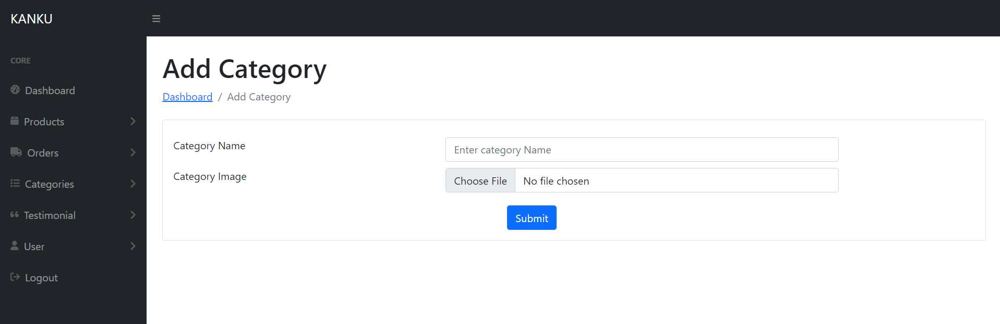 KANKU
CORE
Dashboard
Products
Orders
Categories
Testimonial
User
Logout
Add Category
Dashboard / Add Category
Category Name
Enter category Name
Category Image
Choose File No file chosen
Submit